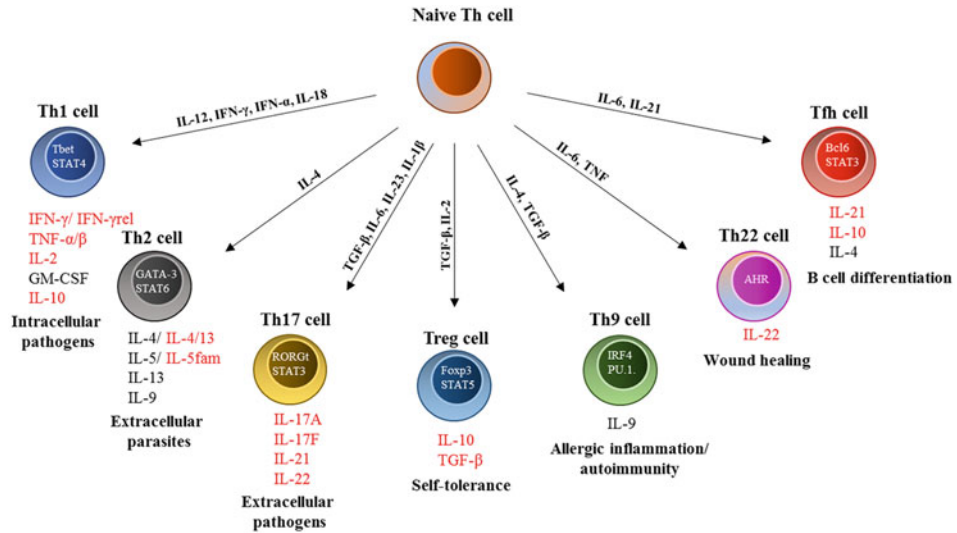 Naive Th cell
IL-12, IFN-γ, IFN-α, IL-18
IL-4
TGF-β, IL-6, IL-23, IL-1β
TGF-β, IL-2
IL-4, TGF-β
IL-6, TNF
IL-6, IL-21
Th1 cell
Tbet
STAT4
IFN-γ/ IFN-γrel
TNF-α/β
IL-2
GM-CSF
IL-10
Intracellular
pathogens
Th2 cell
GATA-3
STAT6
IL-4/ IL-4/13
IL-5/ IL-5fam
IL-13
IL-9
Extracellular
parasites
Th17 cell
RORGt
STAT3
IL-17A
IL-17F
IL-21
IL-22
Extracellular
pathogens
Treg cell
Foxp3
STAT5
IL-10
TGF-β
Self-tolerance
Th9 cell
IRF4
PU.1.
IL-9
Allergic inflammation/
autoimmunity
Th22 cell
AHR
IL-22
Wound healing
Tfh cell
Bcl6
STAT3
IL-21
IL-10
IL-4
B cell differentiation